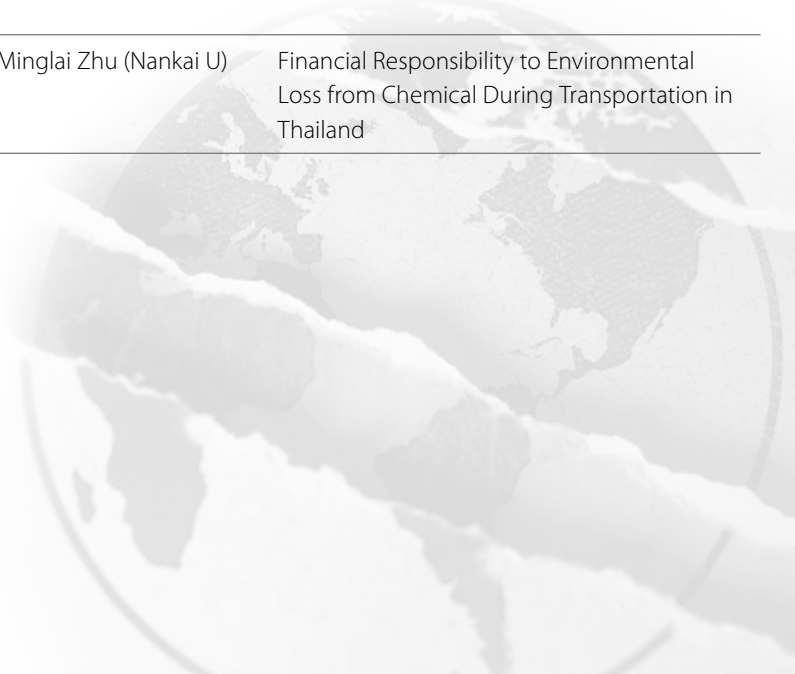 Minglai Zhu (Nankai U)
Financial Responsibility to Environmental
Loss from Chemical During Transportation in
Thailand